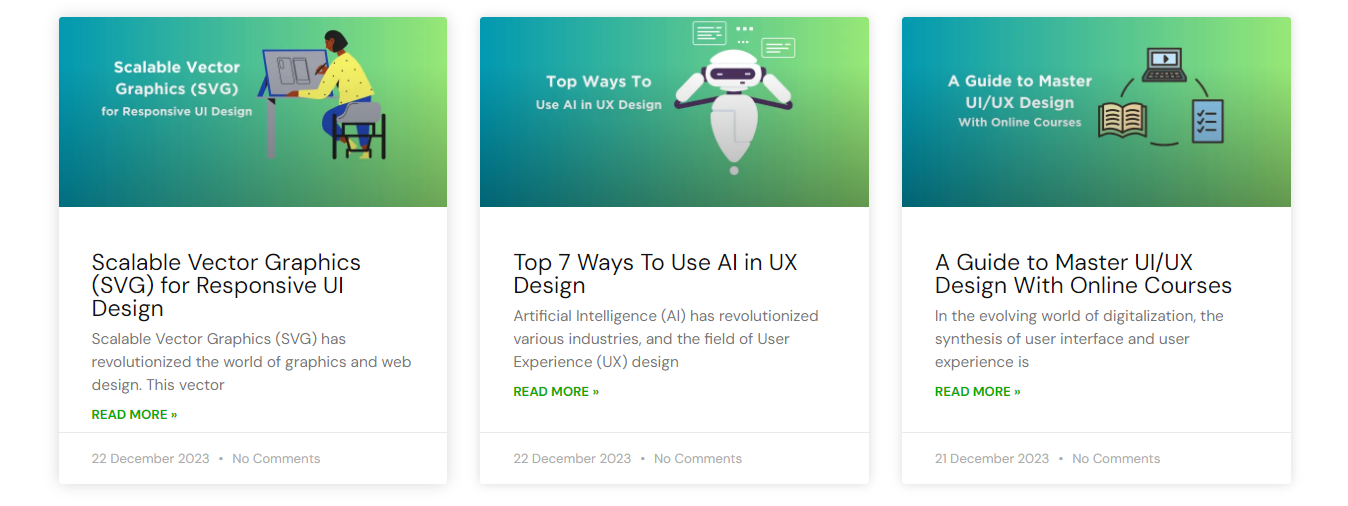 Scalable Vector
Graphics (SVG)
for Responsive UI Design
Scalable Vector Graphics
(SVG) for Responsive UI
Design
Scalable Vector Graphics (SVG) has
revolutionized the world of graphics and web
design. This vector
READ MORE »
22 December 2023 • No Comments
Top Ways To
Use AI in UX Design
Top 7 Ways To Use AI in UX
Design
Artificial Intelligence (AI) has revolutionized
various industries, and the field of User
Experience (UX) design
READ MORE »
22 December 2023 • No Comments
A Guide to Master
UI/UX Design
With Online Courses
A Guide to Master UI/UX
Design With Online Courses
In the evolving world of digitalization, the
synthesis of user interface and user
experience is
READ MORE »
21 December 2023 • No Comments